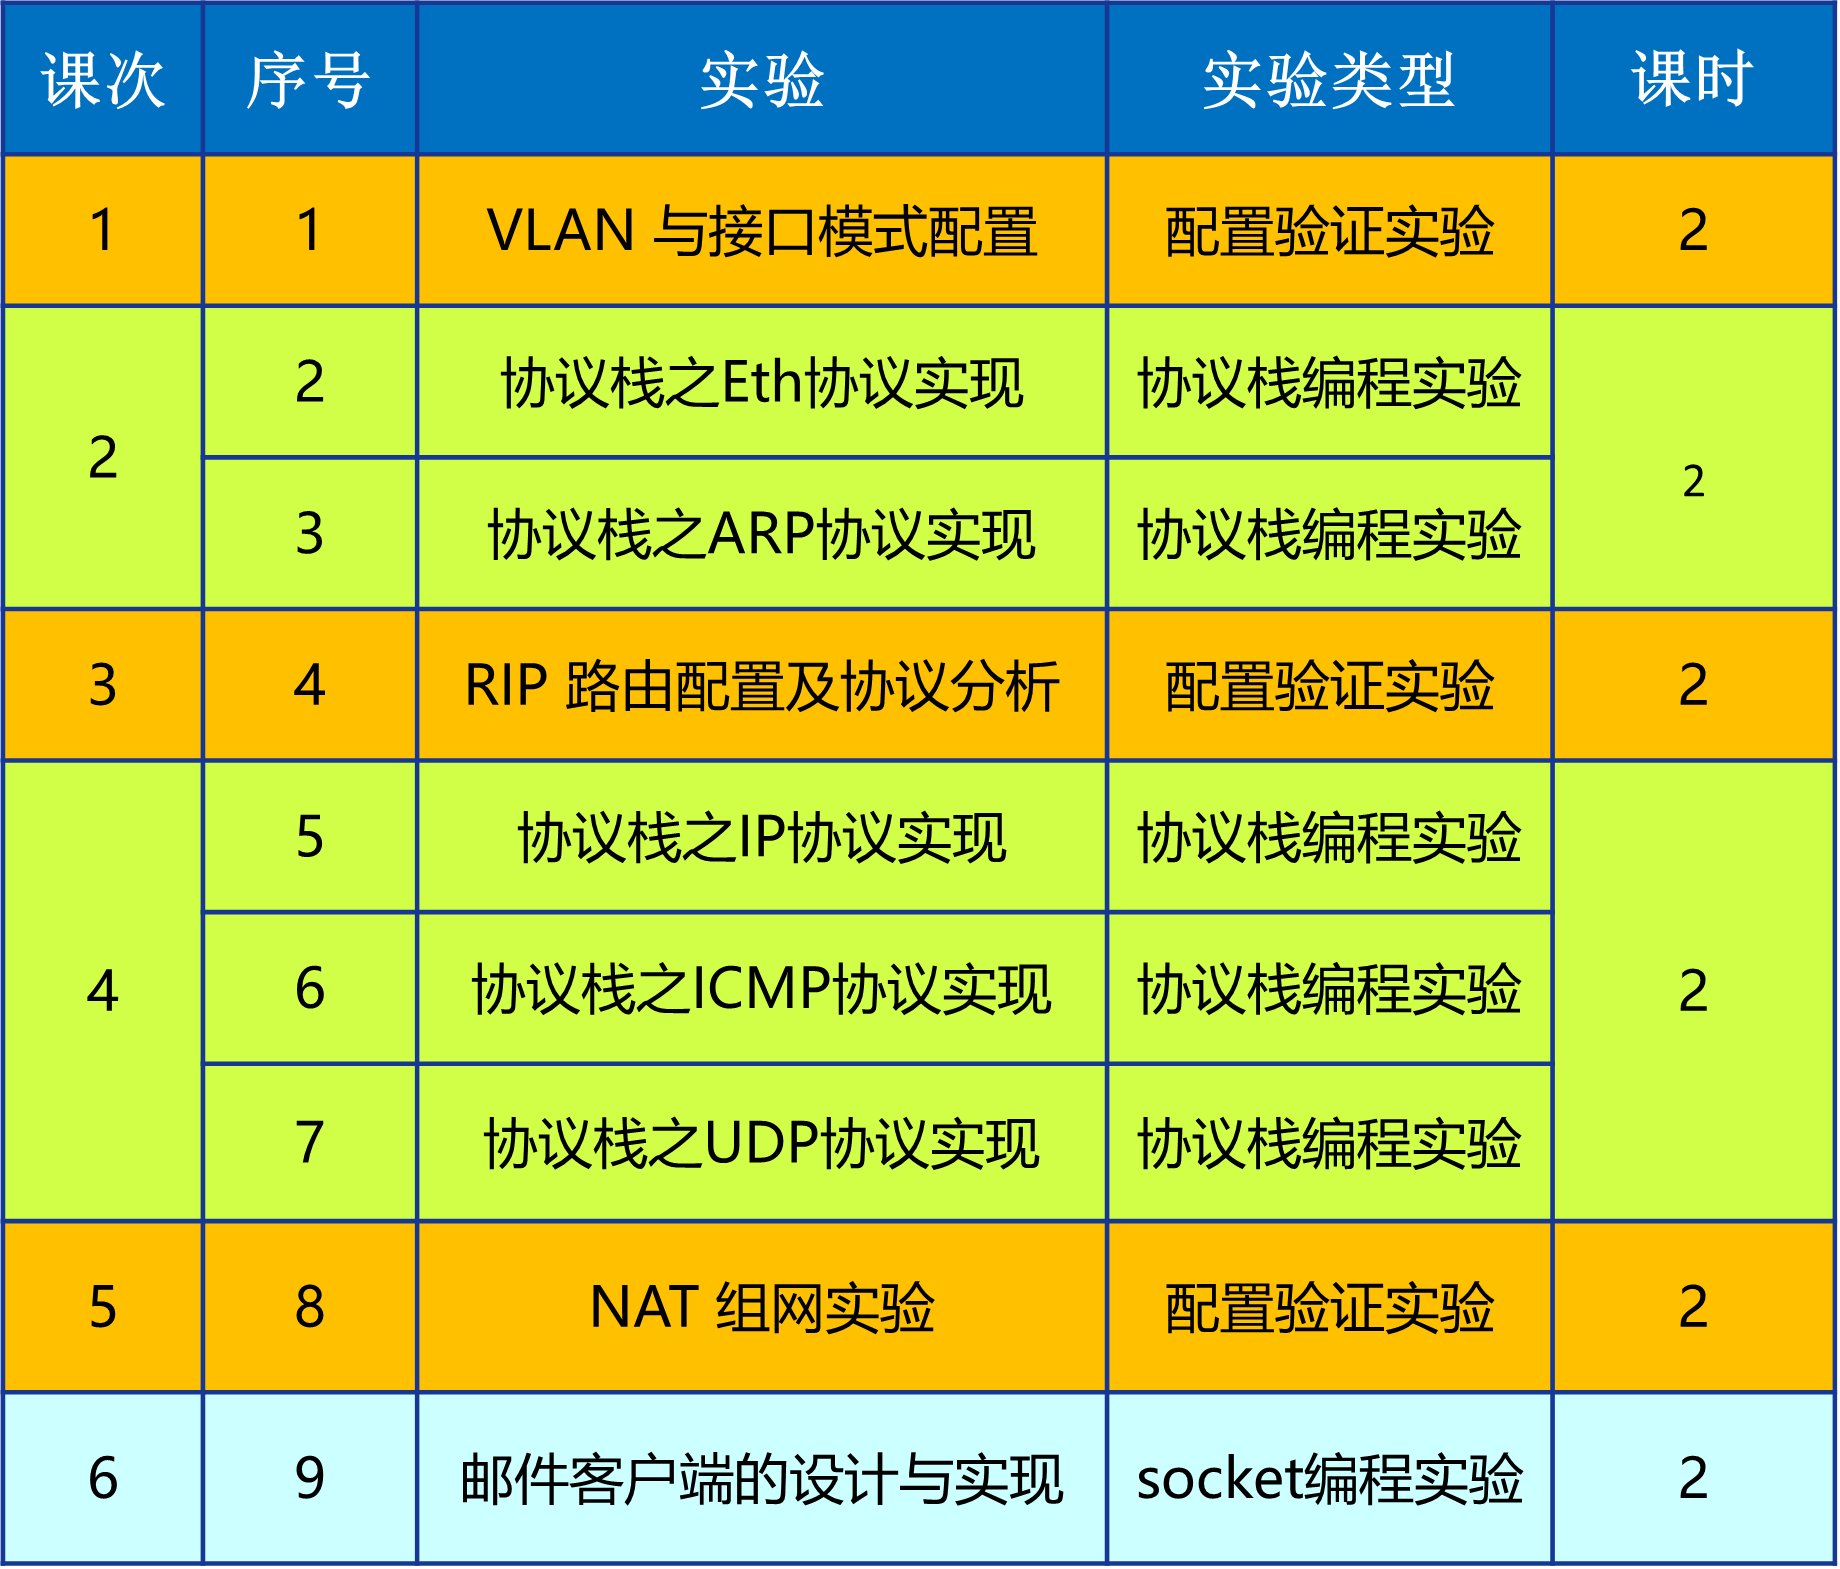 课次 序号 实验 实验类型 课时
1 1 VLAN 与接口模式配置 配置验证实验 2
2 2 协议栈之Eth协议实现 协议栈编程实验 2
3 协议栈之ARP协议实现 协议栈编程实验
3 4 RIP 路由配置及协议分析 配置验证实验 2
4 5 协议栈之IP协议实现 协议栈编程实验 2
6 协议栈之ICMP协议实现 协议栈编程实验
7 协议栈之UDP协议实现 协议栈编程实验
5 8 NAT 组网实验 配置验证实验 2
6 9 邮件客户端的设计与实现 socket编程实验 2